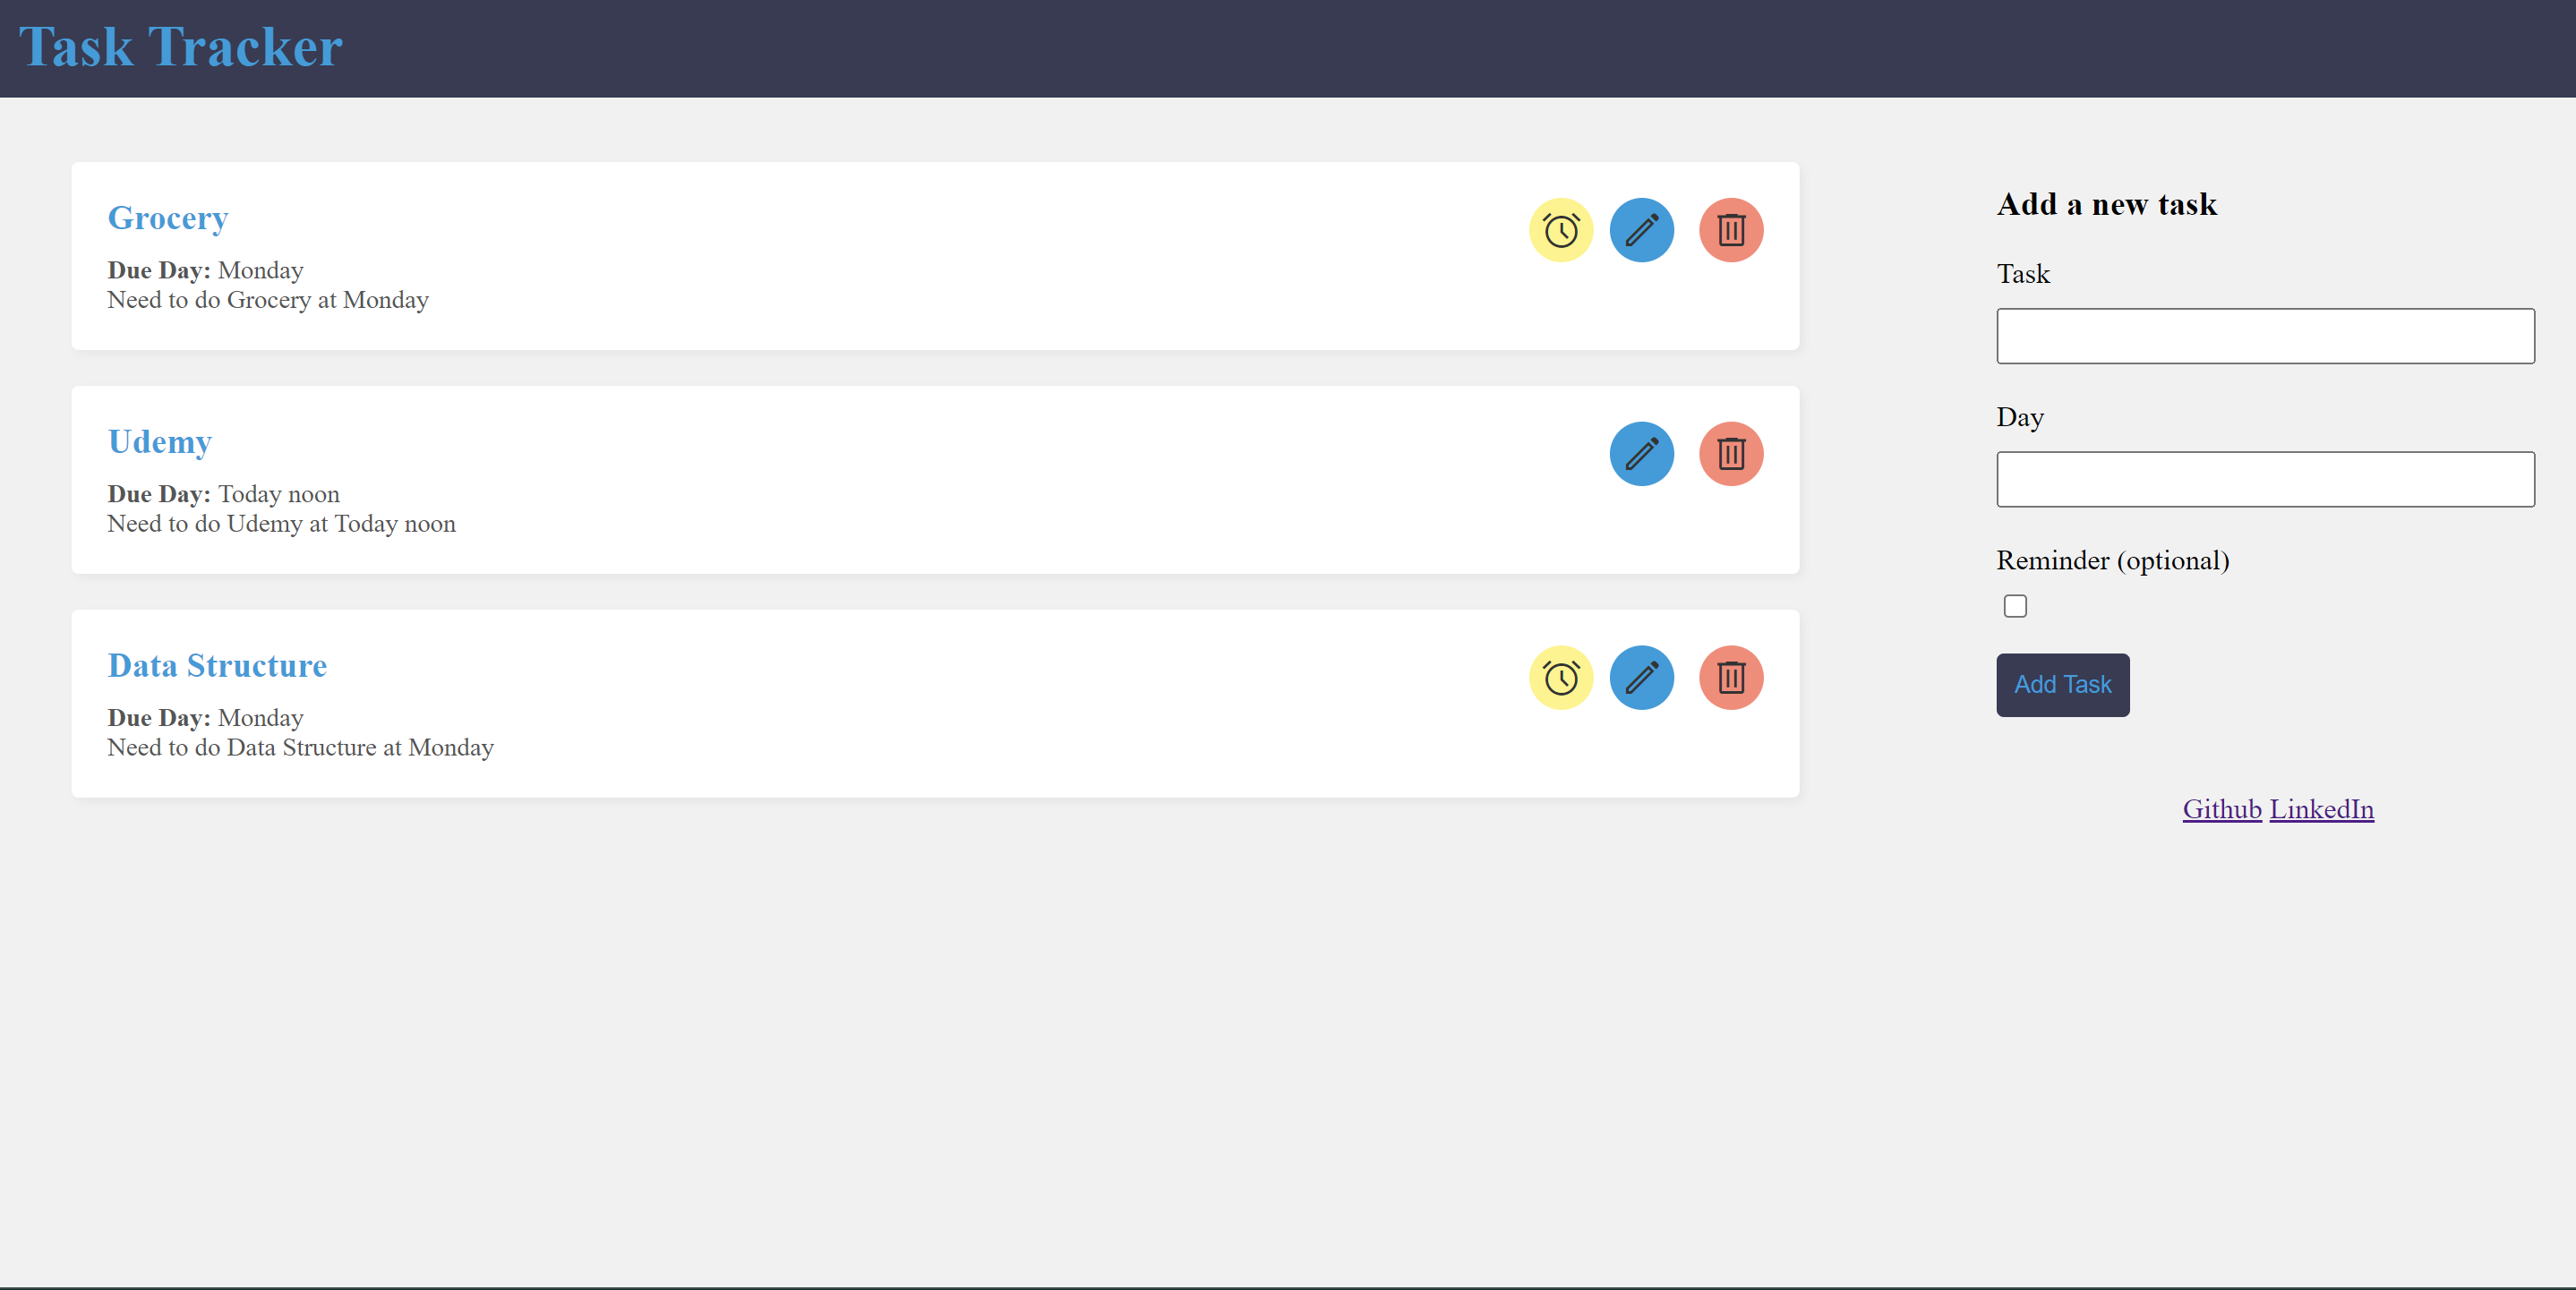 Task Tracker
Grocery
Due Day: Monday
Need to do Grocery at Monday
Udemy
Due Day: Today noon
Need to do Udemy at Today noon
Data Structure
Due Day: Monday
Need to do Data Structure at Monday
Add a new task
Task
Day
Reminder (optional)
Add Task
Github LinkedIn